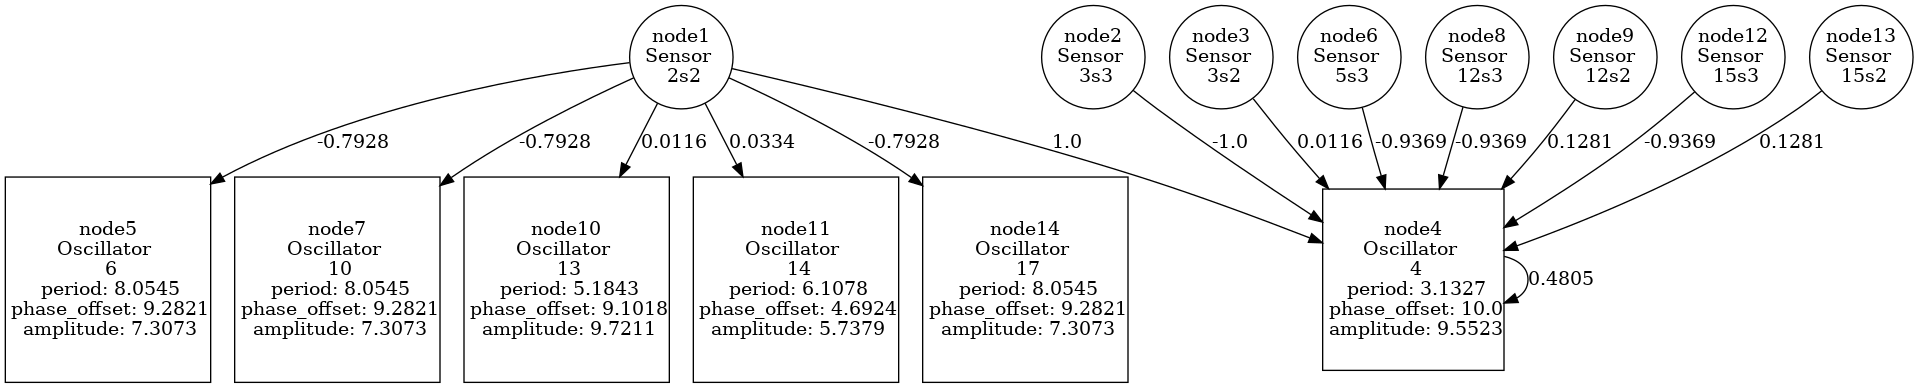 node1
Sensor
2s2
node2
Sensor
3s3
node3
Sensor
3s2
node6
Sensor
5s3
node8
Sensor
12s3
node9
Sensor
12s2
node12
Sensor
15s3
node13
Sensor
15s2
-0.7928
-0.7928
0.0116
0.0334
-0.7928
1.0
-1.0
0.0116
-0.9369
-0.9369
0.1281
-0.9369
0.1281
node5
Oscillator
6
period: 8.0545
phase_offset: 9.2821
amplitude: 7.3073
node7
Oscillator
10
period: 8.0545
phase_offset: 9.2821
amplitude: 7.3073
node10
Oscillator
13
period: 5.1843
phase_offset: 9.1018
amplitude: 9.7211
node11
Oscillator
14
period: 6.1078
phase_offset: 4.6924
amplitude: 5.7379
node14
Oscillator
17
period: 8.0545
phase_offset: 9.2821
amplitude: 7.3073
node4
Oscillator
4
period: 3.1327
phase_offset: 10.0
amplitude: 9.5523
0.4805